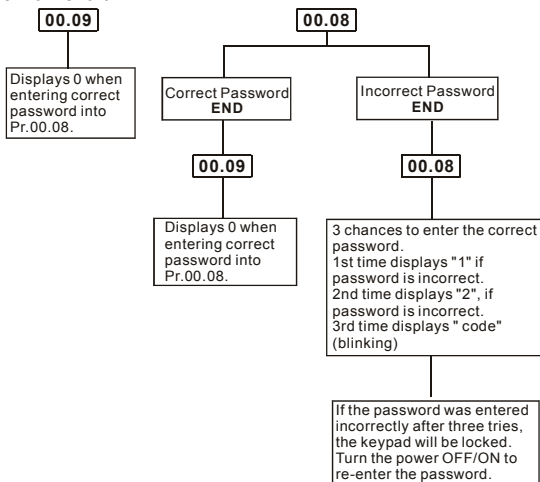 00.09
Displays 0 when
entering correct
password into
Pr.00.08.
00.08
Correct Password
END
00.09
Displays 0 when
entering correct
password into
Pr.00.08.
Incorrect Password
END
00.08
3 chances to enter the correct
password.
1st time displays "1" if
password is incorrect.
2nd time displays "2", if
password is incorrect.
3rd time displays " code"
(blinking)
If the password was entered
incorrectly after three tries,
the keypad will be locked.
Turn the power OFF/ON to
re-enter the password.